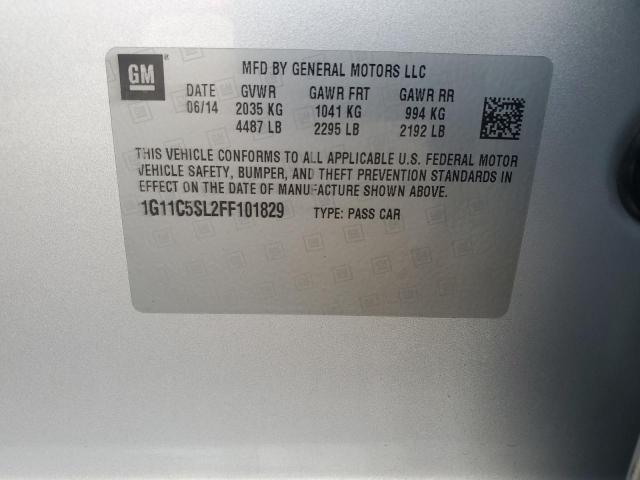 GM
MFD BY GENERAL MOTORS LLC
DATE GVWR GAWR FRT GAWR RR
06/14 2035 KG 1041 KG 994 KG
4487 LB 2295 LB 2192 LB
THIS VEHICLE CONFORMS TO ALL APPLICABLE U.S. FEDERAL MOTOR
VEHICLE SAFETY, BUMPER, AND THEFT PREVENTION STANDARDS IN
EFFECT ON THE DATE OF MANUFACTURE SHOWN ABOVE.
1G11C5SL2FF101829 TYPE: PASS CAR